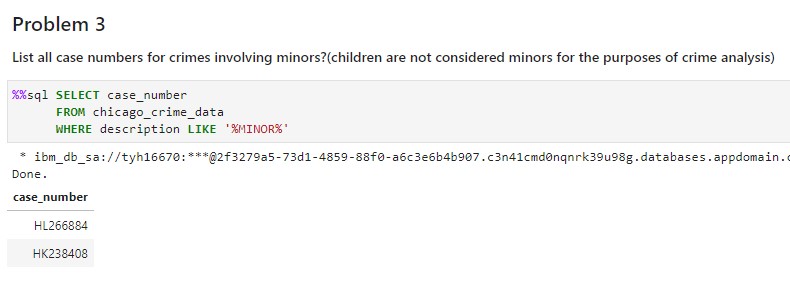 Problem 3
List all case numbers for crimes involving minors?(children are not considered minors for the purposes of crime analysis)
%%sql SELECT case_number
FROM chicago_crime_data
WHERE description LIKE '%MINOR%'
* ibm_db_sa://tyh16670:***@2f3279a5-73d1-4859-88f0-a6c3e6b4b907.c3n41cmd0nqnrk39u98g.databases.appdomain.c
Done.
case_number
HL266884
HK238408